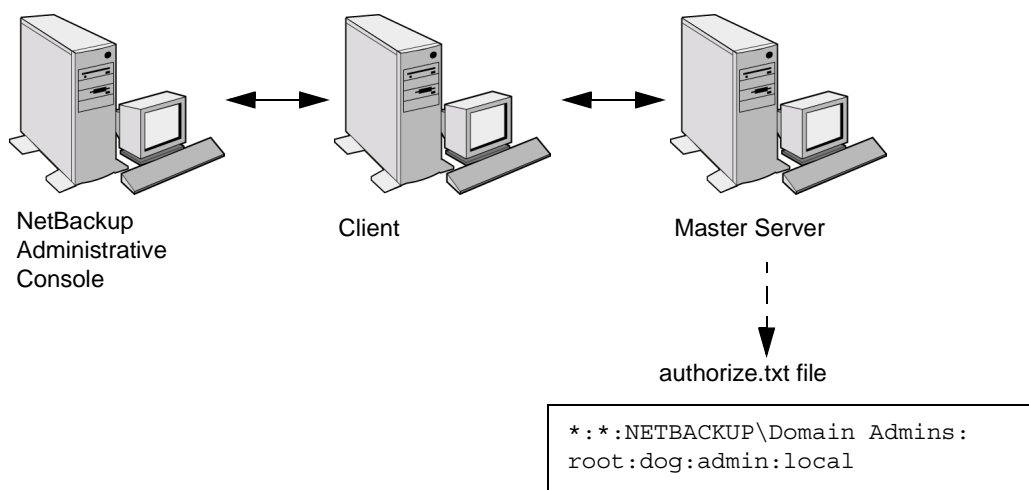 NetBackup
Administrative
Console
Client
Master Server
authorize.txt file
*:*:NETBACKUP\Domain Admins:
root:dog:admin:local